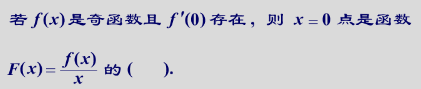 若 f(x) 是奇函数且 f′(0) 存在, 则 x = 0 点是函数
F(x) = f(x)/x 的 (    ).